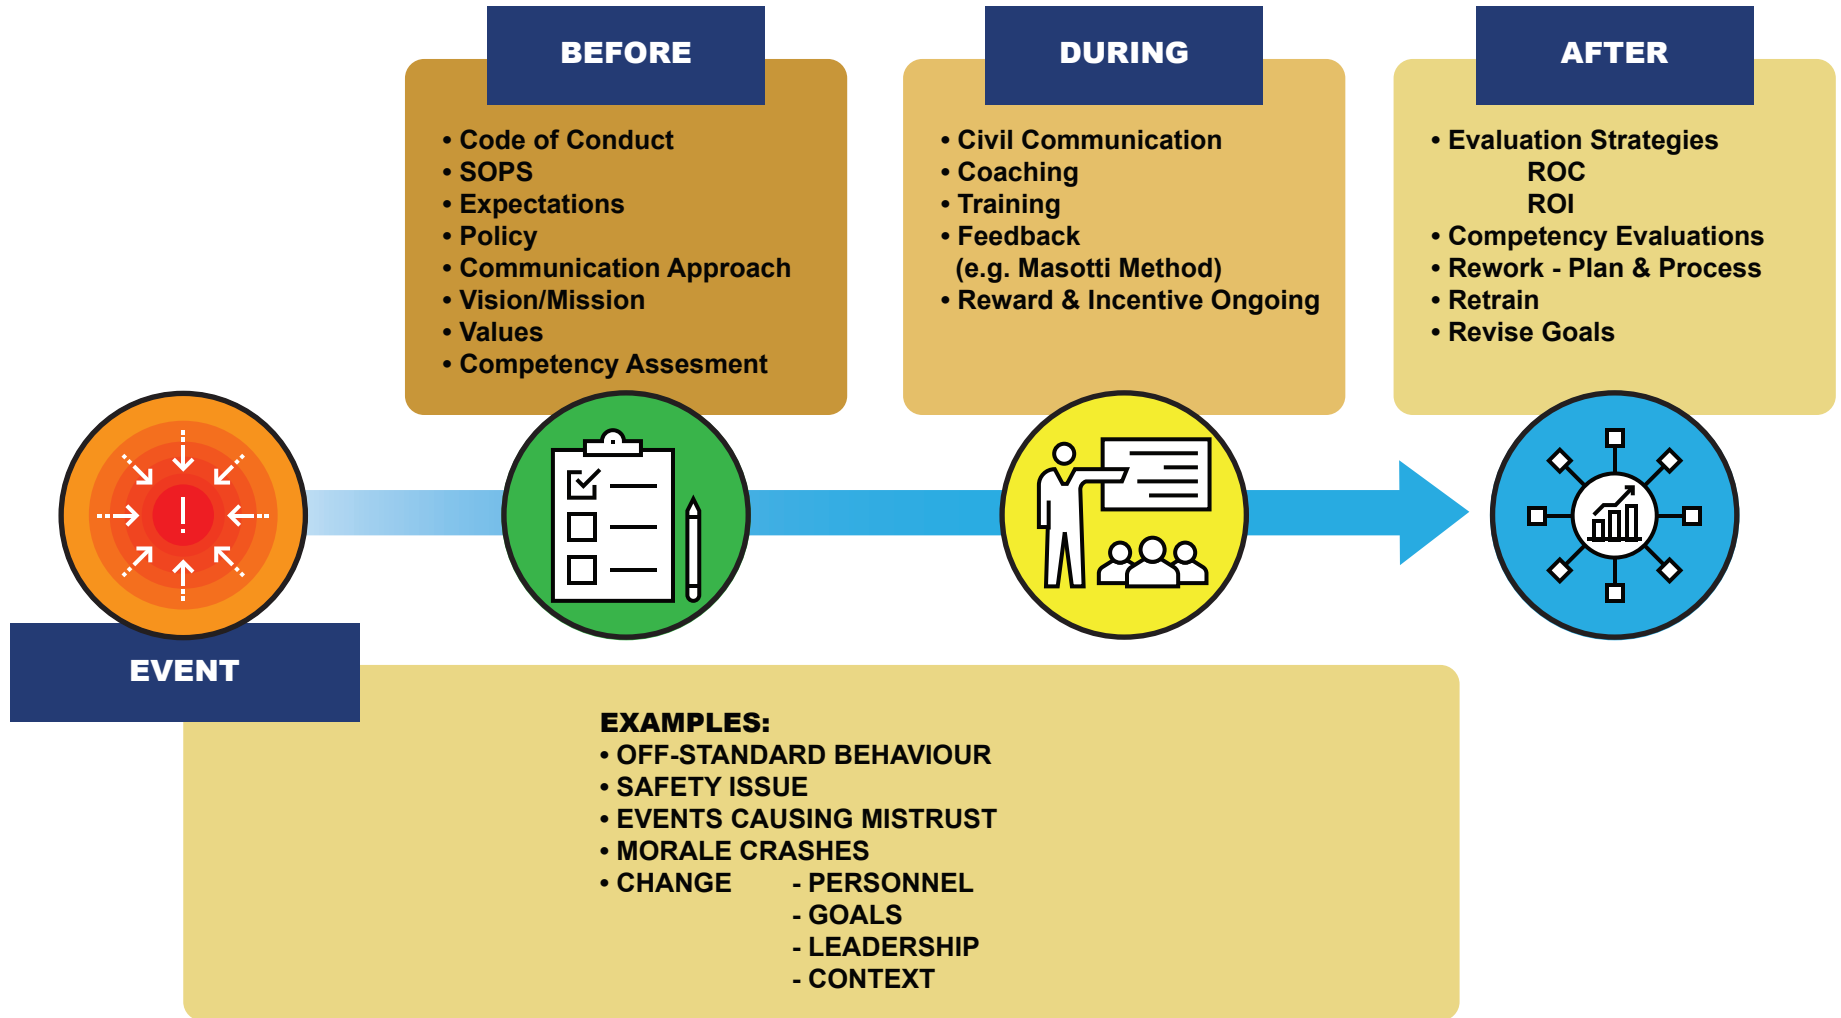 BEFORE
• Code of Conduct
• SOPS
• Expectations
• Policy
• Communication Approach
• Vision/Mission
• Values
• Competency Assesment
DURING
• Civil Communication
• Coaching
• Training
• Feedback
(e.g. Masotti Method)
• Reward & Incentive Ongoing
AFTER
• Evaluation Strategies
ROC
ROI
• Competency Evaluations
• Rework - Plan & Process
• Retrain
• Revise Goals
!
EVENT
EXAMPLES:
• OFF-STANDARD BEHAVIOUR
• SAFETY ISSUE
• EVENTS CAUSING MISTRUST
• MORALE CRASHES
• CHANGE - PERSONNEL
- GOALS
- LEADERSHIP
- CONTEXT